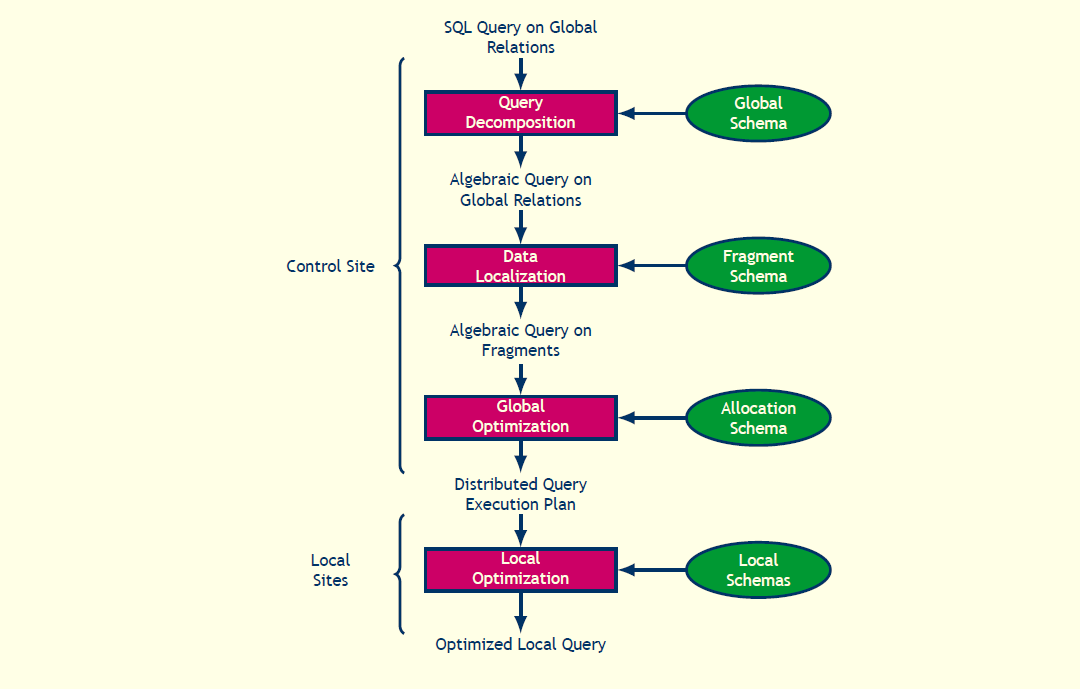 SQL Query on Global
Relations
Query
Decomposition
Global
Schema
Algebraic Query on
Global Relations
Control Site
Data
Localization
Fragment
Schema
Algebraic Query on
Fragments
Global
Optimization
Allocation
Schema
Distributed Query
Execution Plan
Local
Sites
Local
Optimization
Local
Schemas
Optimized Local Query